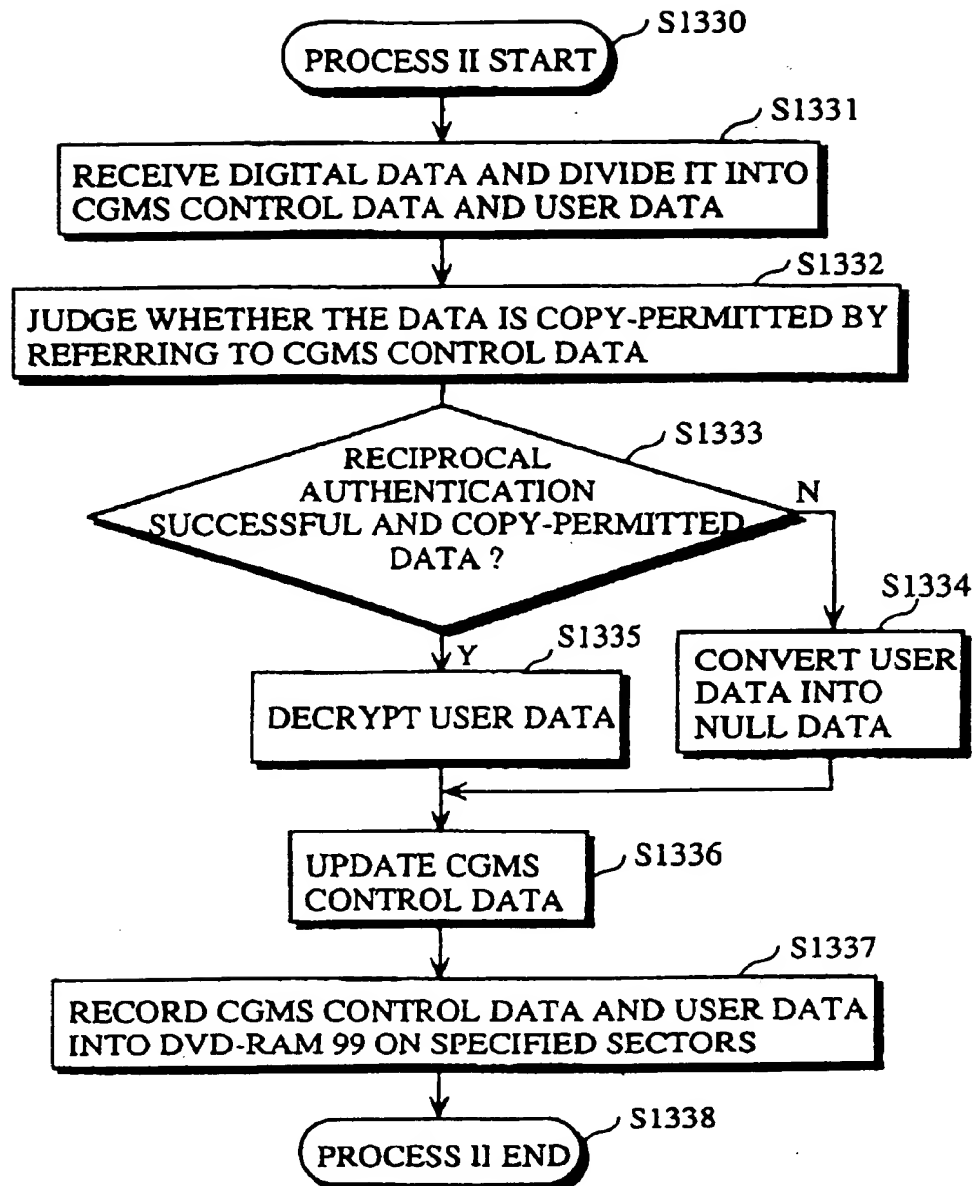 S1330
PROCESS II START
S1331
RECEIVE DIGITAL DATA AND DIVIDE IT INTO
CGMS CONTROL DATA AND USER DATA
S1332
JUDGE WHETHER THE DATA IS COPY-PERMITTED BY
REFERRING TO CGMS CONTROL DATA
S1333
RECIPROCAL
AUTHENTICATION
SUCCESSFUL AND COPY-PERMITTED
DATA ?
N
S1334
CONVERT USER
DATA INTO
NULL DATA
Y
S1335
DECRYPT USER DATA
UPDATE CGMS
CONTROL DATA
S1336
S1337
RECORD CGMS CONTROL DATA AND USER DATA
INTO DVD-RAM 99 ON SPECIFIED SECTORS
S1338
PROCESS II END